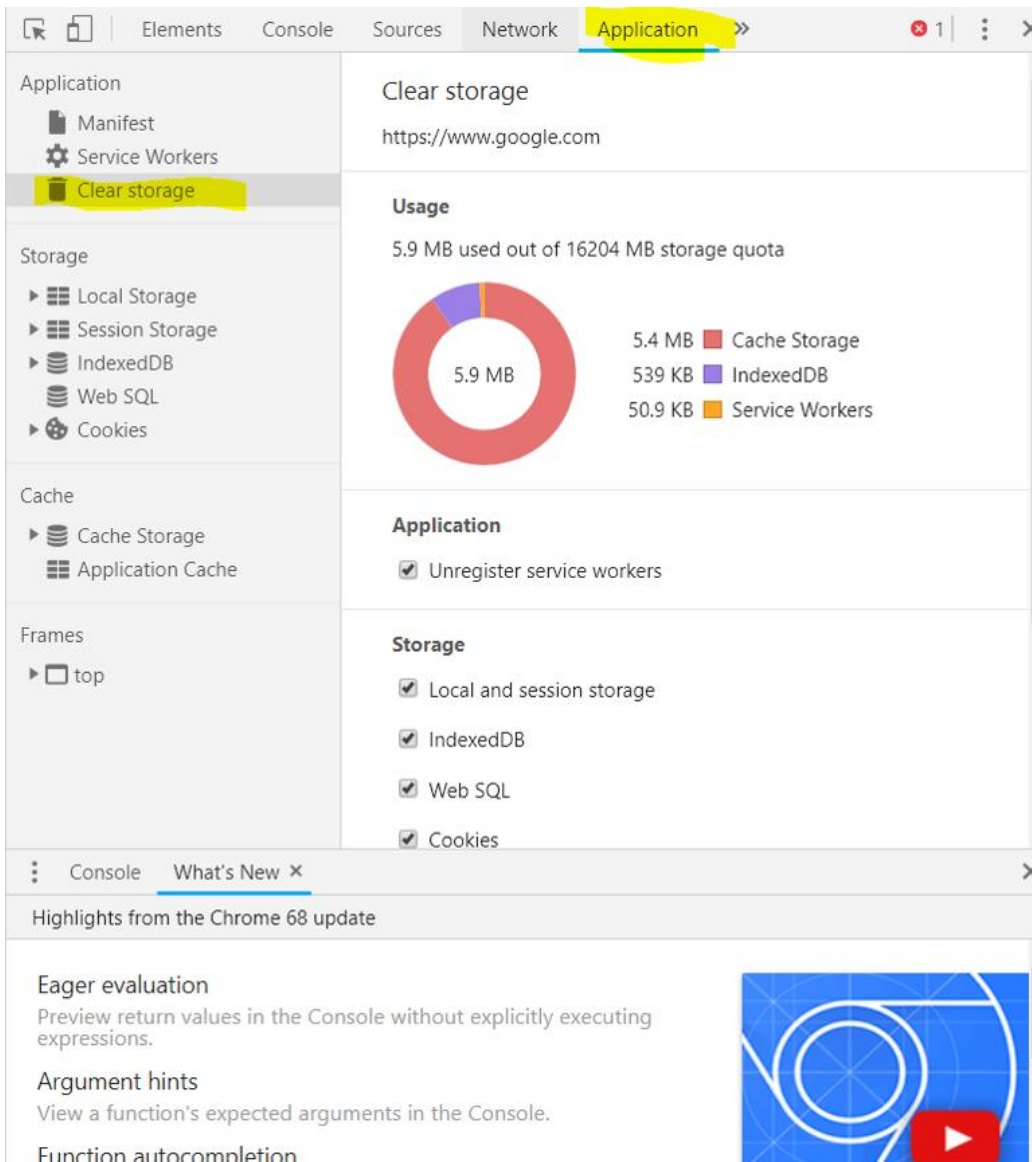 Elements Console Sources Network Application » 1
Application
Manifest
Service Workers
Clear storage
Storage
Local Storage
Session Storage
IndexedDB
Web SQL
Cookies
Cache
Cache Storage
Application Cache
Frames
top
Clear storage
https://www.google.com
Usage
5.9 MB used out of 16204 MB storage quota
5.9 MB
5.4 MB Cache Storage
539 KB IndexedDB
50.9 KB Service Workers
Application
Unregister service workers
Storage
Local and session storage
IndexedDB
Web SQL
Cookies
Console What's New ×
Highlights from the Chrome 68 update
Eager evaluation
Preview return values in the Console without explicitly executing
expressions.
Argument hints
View a function's expected arguments in the Console.
Function autocompletion